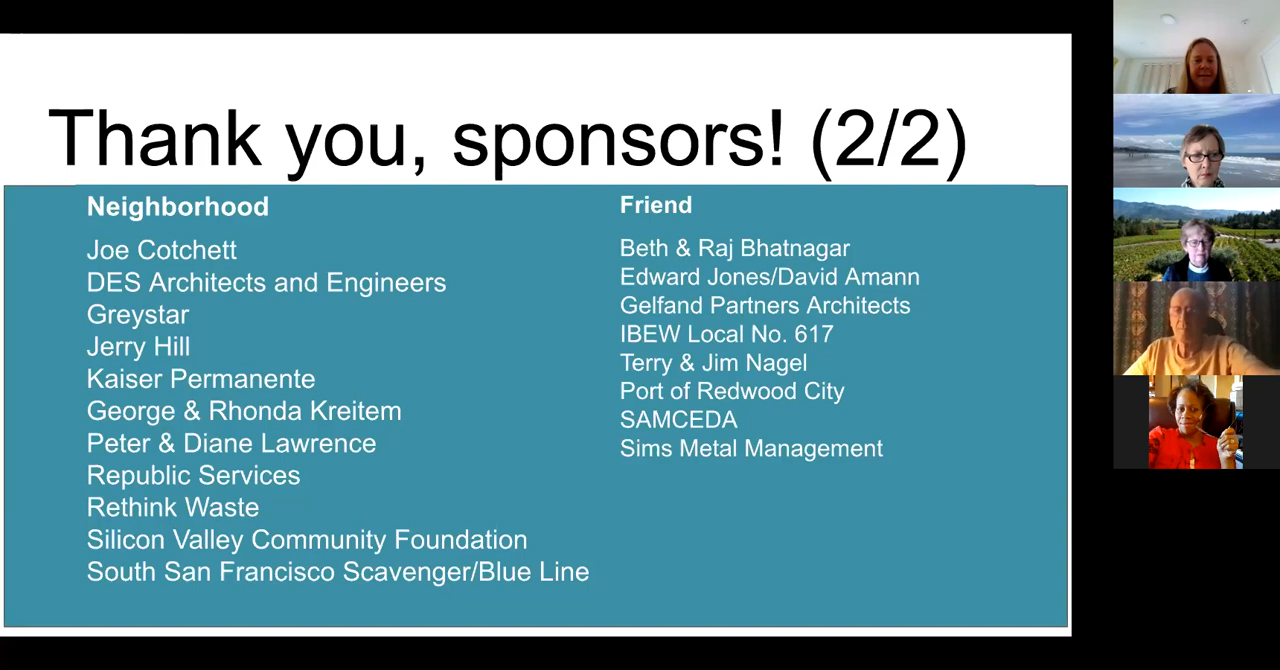 Thank you, sponsors! (2/2)
Neighborhood
Joe Cotchett
DES Architects and Engineers
Greystar
Jerry Hill
Kaiser Permanente
George & Rhonda Kreitem
Peter & Diane Lawrence
Republic Services
Rethink Waste
Silicon Valley Community Foundation
South San Francisco Scavenger/Blue Line
Friend
Beth & Raj Bhatnagar
Edward Jones/David Amann
Gelfand Partners Architects
IBEW Local No. 617
Terry & Jim Nagel
Port of Redwood City
SAMCEDA
Sims Metal Management